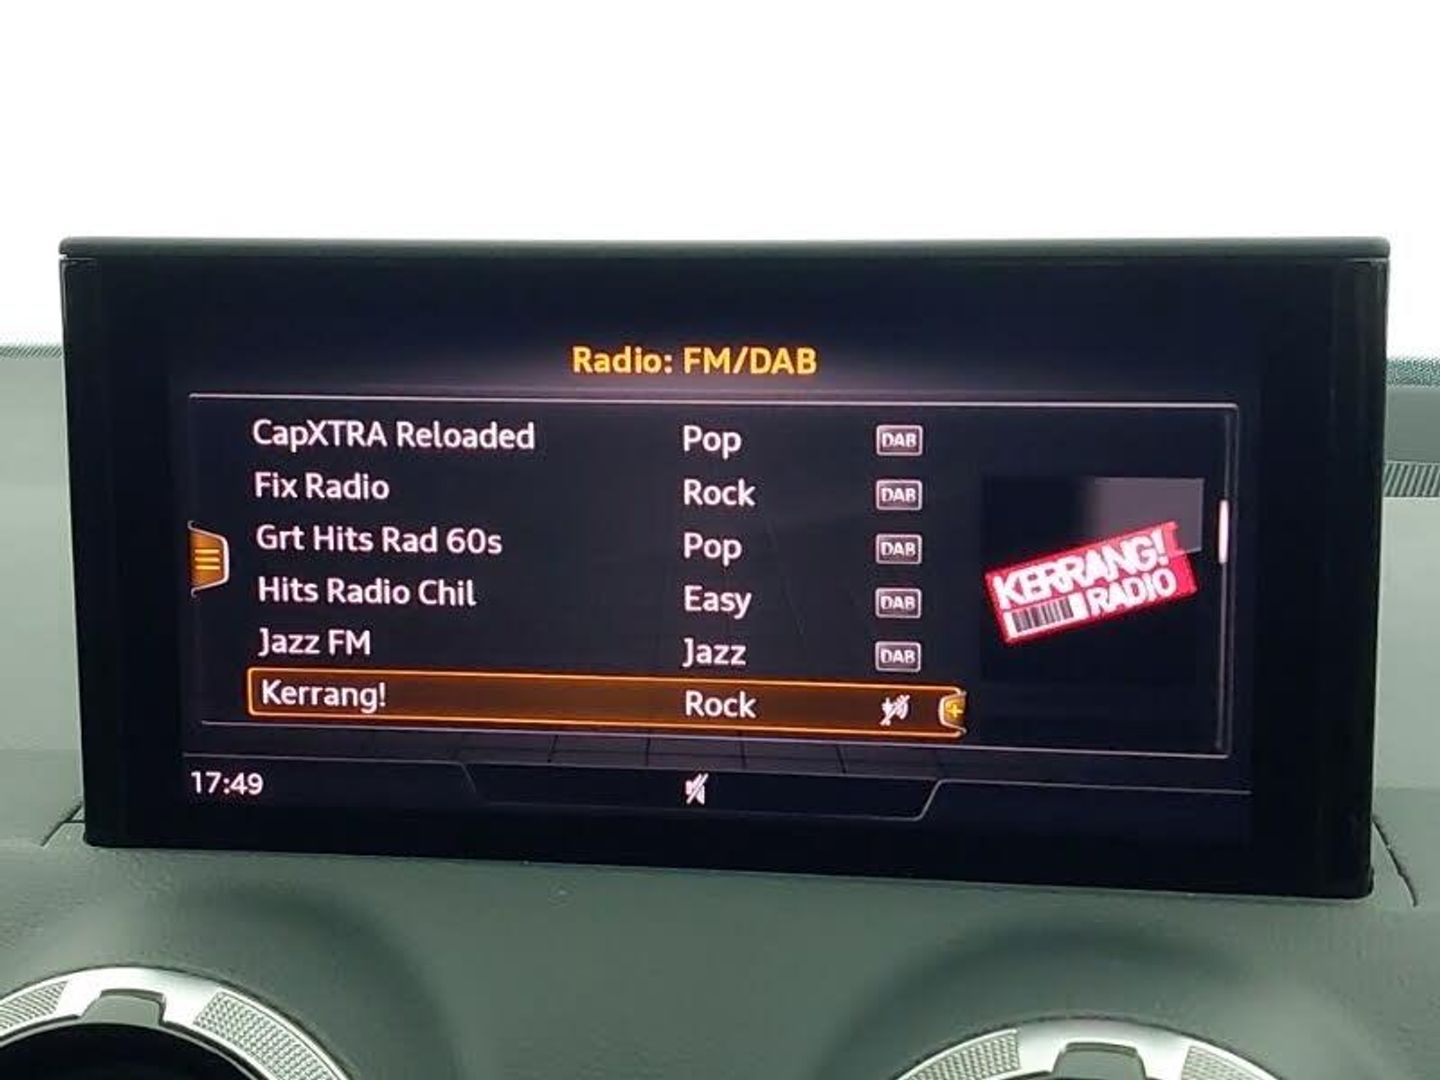 Radio: FM/DAB
CapXTRA Reloaded Pop DAB
Fix Radio Rock DAB
Grt Hits Rad 60s Pop DAB
Hits Radio Chil Easy DAB
Jazz FM Jazz DAB
Kerrang! Rock
KERRANG!
RADIO
17:49